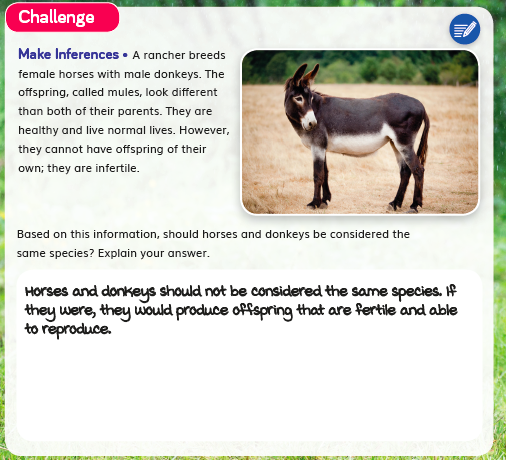 Challenge
Make Inferences • A rancher breeds
female horses with male donkeys. The
offspring, called mules, look different
than both of their parents. They are
healthy and live normal lives. However,
they cannot have offspring of their
own; they are infertile.
Based on this information, should horses and donkeys be considered the
same species? Explain your answer.
Horses and donkeys should not be considered the same species. If
they were, they would produce offspring that are fertile and able
to reproduce.